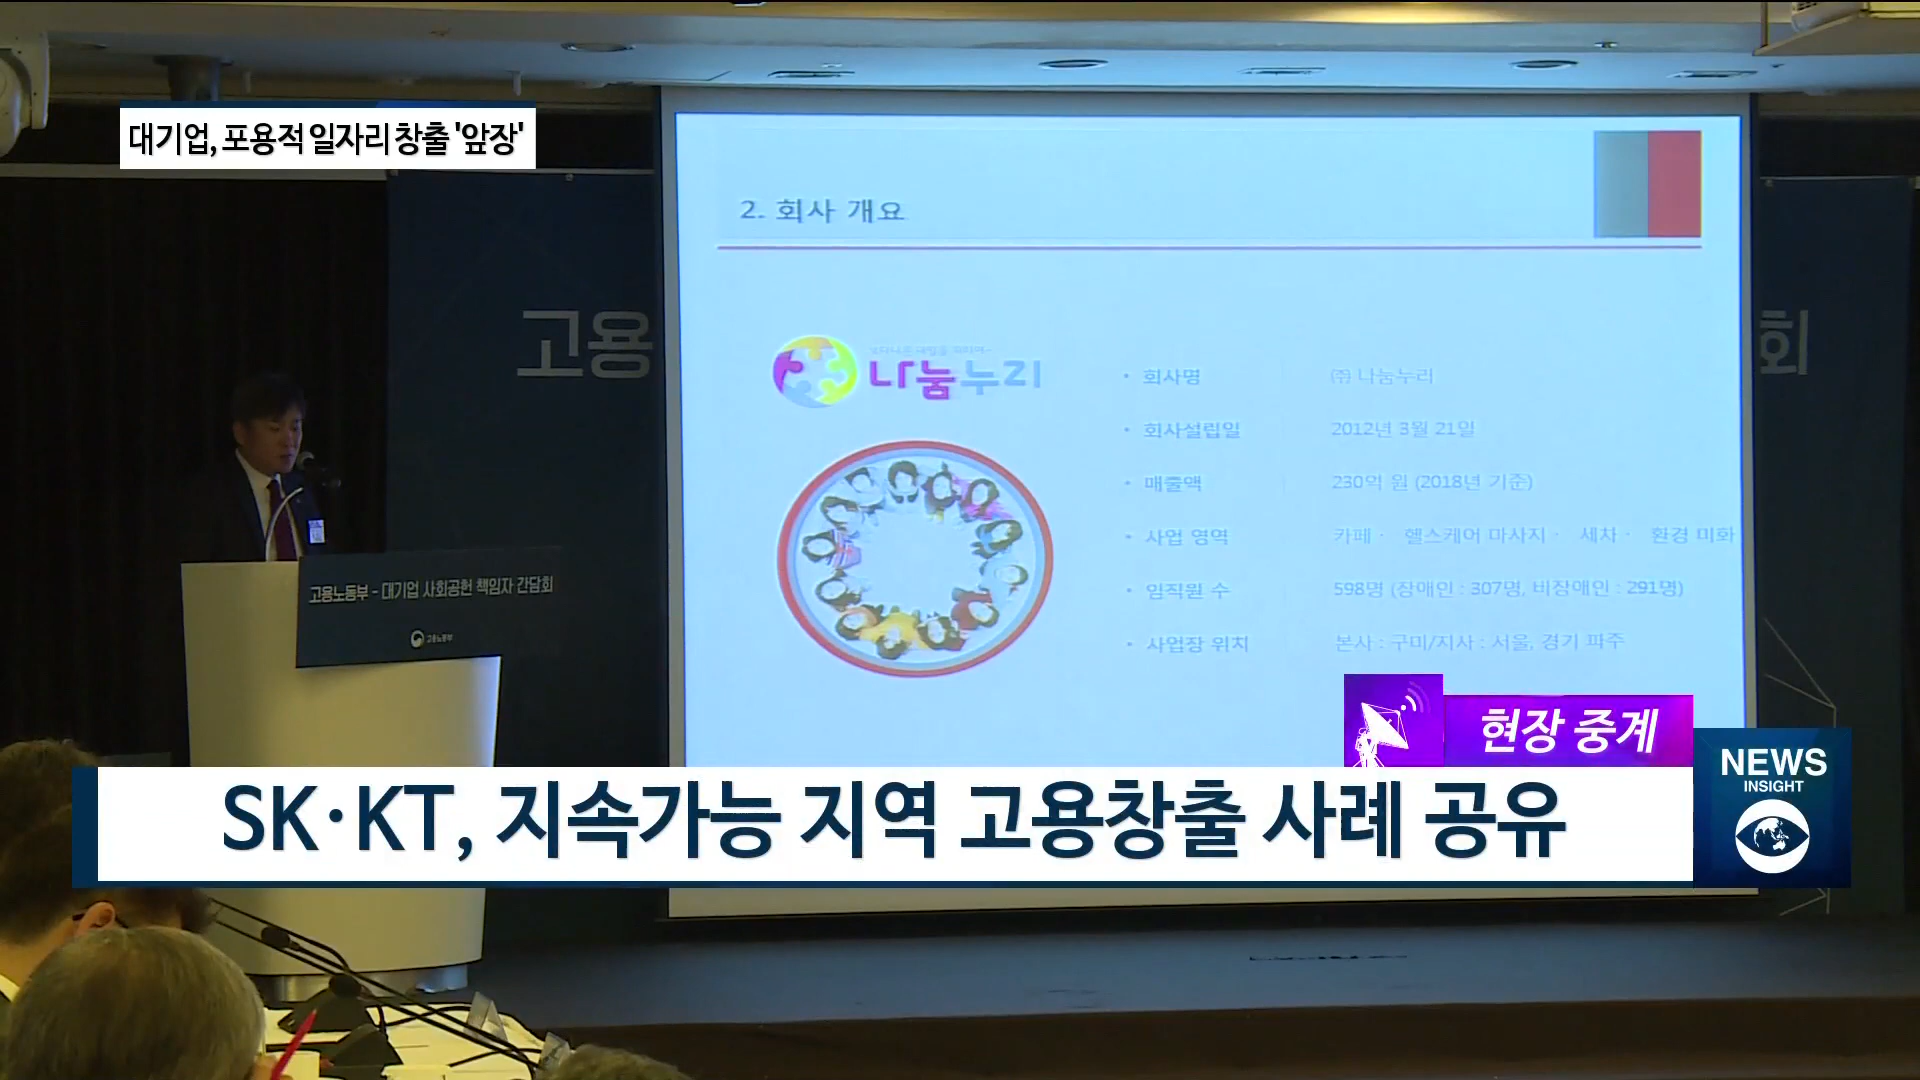 대기업, 포용적 일자리 창출 '앞장'
고용
회
2. 회사 개요
나눔누리
• 회사명 ㈜ 나눔누리
• 회사설립일 2012년 3월 21일
• 매출액 230억 원 (2018년 기준)
• 사업 영역 카페 · 헬스케어 마사지 · 세차 · 환경 미화
• 임직원 수 598명 (장애인 : 307명, 비장애인 : 291명)
• 사업장 위치 본사 : 구미/지사 : 서울, 경기 파주
고용노동부 - 대기업 사회공헌 책임자 간담회
고용노동부
현장 중계
SK·KT, 지속가능 지역 고용창출 사례 공유
NEWS
INSIGHT